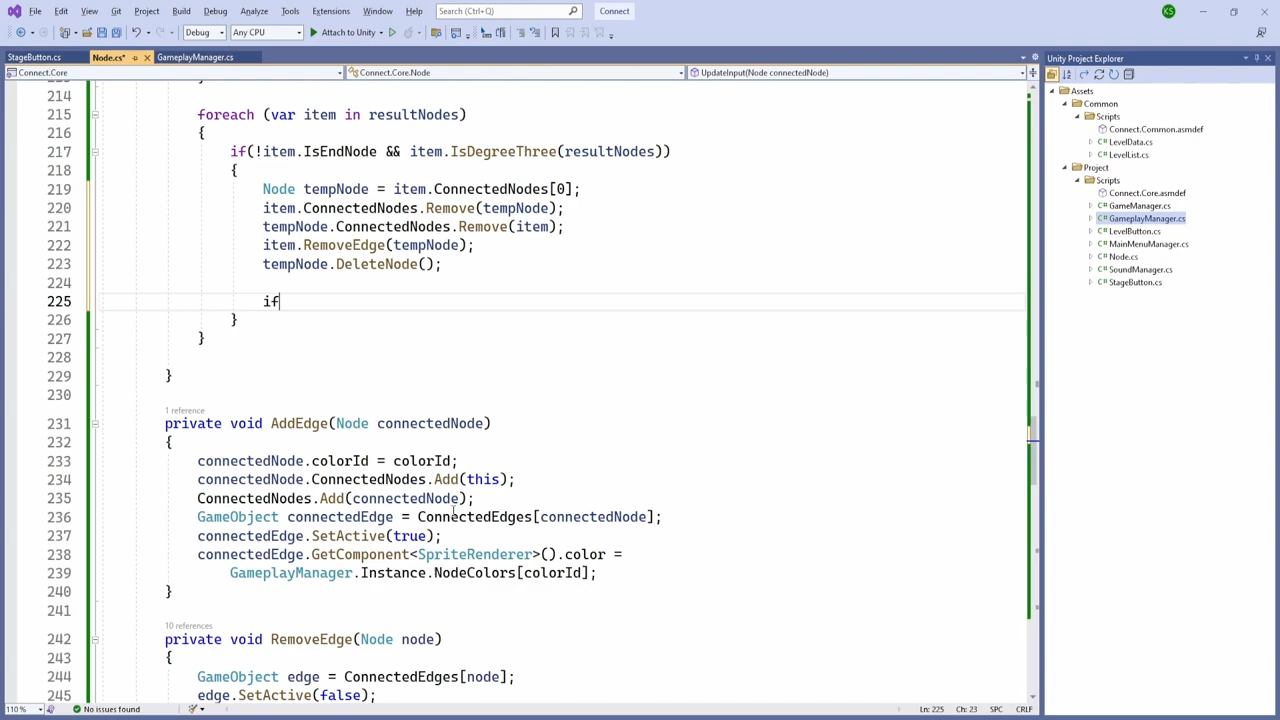 File Edit View Git Project Build Debug Analyze Tools Extensions Window Help Search (Ctrl+Q) Connect KS
Debug Any CPU Attach to Unity
StageButton.cs Node.cs* GameplayManager.cs
Connect.Core Connect.Core.Node UpdateInput(Node connectedNode)
214
215 foreach (var item in resultNodes)
216 {
217 if(!item.IsEndNode && item.IsDegreeThree(resultNodes))
218 {
219 Node tempNode = item.ConnectedNodes[0];
220 item.ConnectedNodes.Remove(tempNode);
221 tempNode.ConnectedNodes.Remove(item);
222 item.RemoveEdge(tempNode);
223 tempNode.DeleteNode();
224
225 if
226 }
227 }
228
229 }
230
1 reference
231 private void AddEdge(Node connectedNode)
232 {
233 connectedNode.colorId = colorId;
234 connectedNode.ConnectedNodes.Add(this);
235 ConnectedNodes.Add(connectedNode);
236 GameObject connectedEdge = ConnectedEdges[connectedNode];
237 connectedEdge.SetActive(true);
238 connectedEdge.GetComponent<SpriteRenderer>().color =
239 GameplayManager.Instance.NodeColors[colorId];
240 }
241
10 references
242 private void RemoveEdge(Node node)
243 {
244 GameObject edge = ConnectedEdges[node];
245 edge.SetActive(false);
110 % No issues found Ln: 225 Ch: 23 SPC CRLF
Unity Project Explorer
Assets
Common
Scripts
Connect.Common.asmdef
LevelData.cs
LevelList.cs
Project
Scripts
Connect.Core.asmdef
GameManager.cs
GameplayManager.cs
LevelButton.cs
MainMenuManager.cs
Node.cs
SoundManager.cs
StageButton.cs